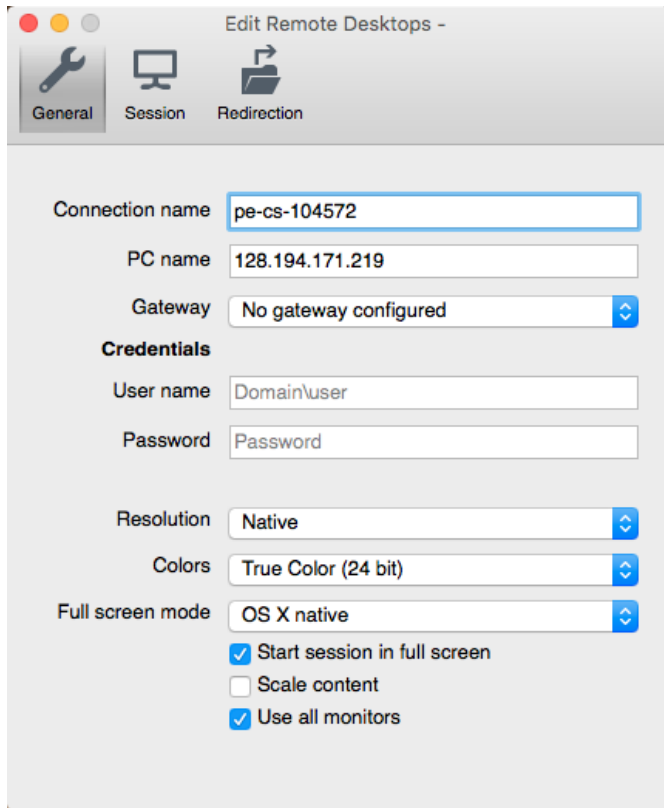 Edit Remote Desktops -
General Session Redirection
Connection name pe-cs-104572
PC name 128.194.171.219
Gateway No gateway configured
Credentials
User name Domain\user
Password Password
Resolution Native
Colors True Color (24 bit)
Full screen mode OS X native
Start session in full screen
Scale content
Use all monitors